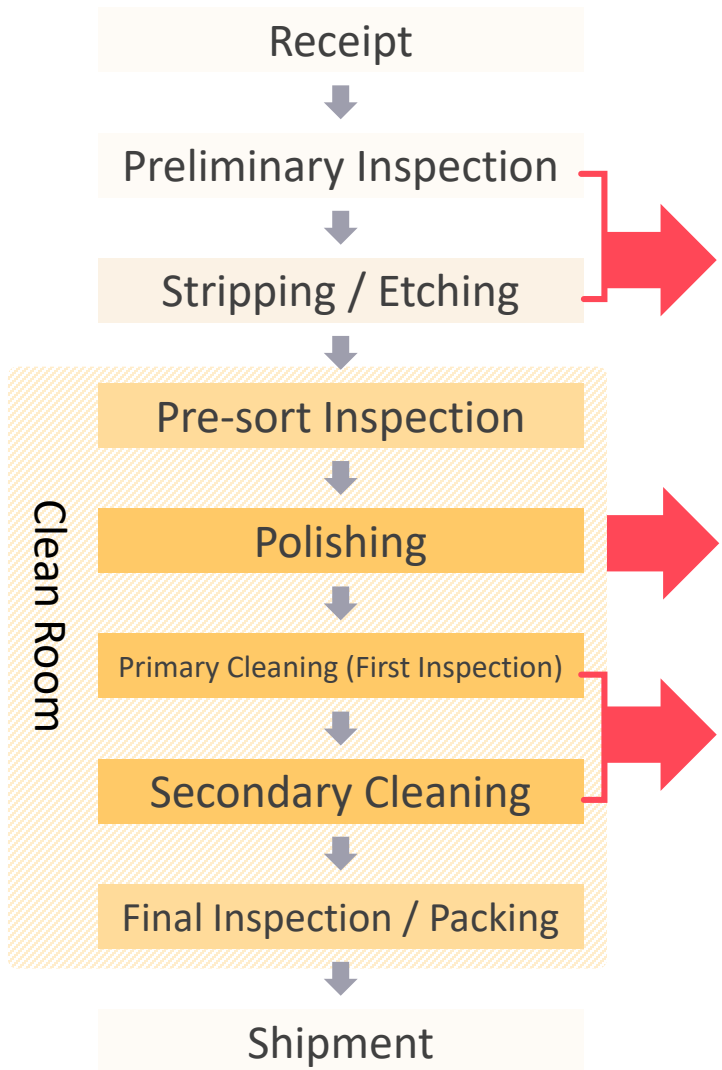 Receipt
Preliminary Inspection
Stripping / Etching
Pre-sort Inspection
Polishing
Clean Room
Primary Cleaning (First Inspection)
Secondary Cleaning
Final Inspection / Packing
Shipment